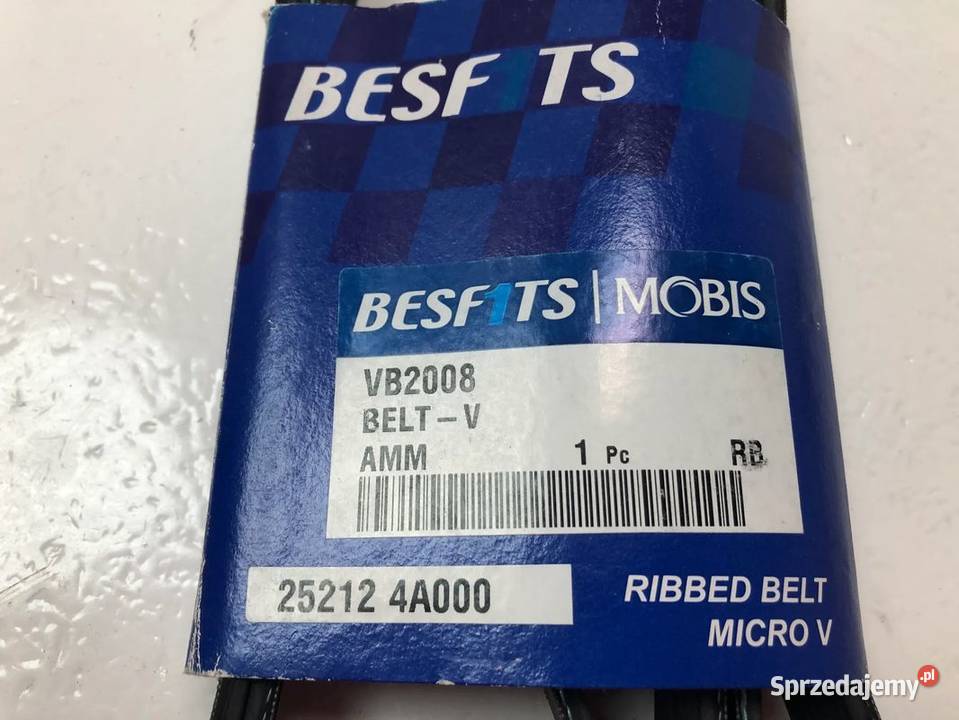 BESF1TS
BESF1TS | MOBIS
VB2008
BELT-V
AMM 1 Pc RB
25212 4A000
RIBBED BELT
MICRO V
Sprzedajemy.pl